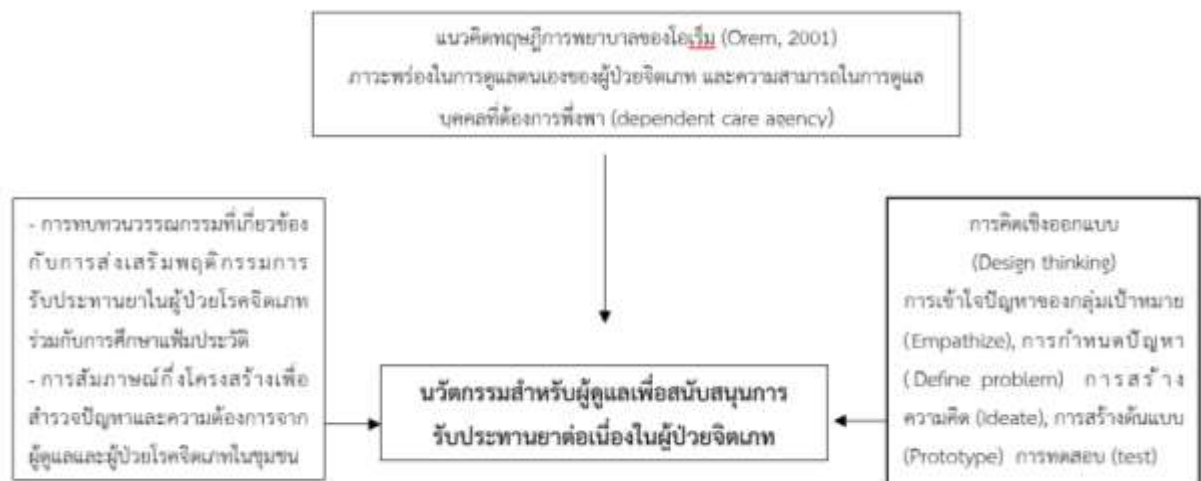 แนวคิดทฤษฎีการพยาบาลของโอเร็ม (Orem, 2001)
ภาวะพร่องในการดูแลตนเองของผู้ป่วยจิตเภท และความสามารถในการดูแล
บุคคลที่ต้องการพึ่งพา (dependent care agency)
- การทบทวนวรรณกรรมที่เกี่ยวข้อง
กับการส่งเสริมพฤติกรรมการ
รับประทานยาในผู้ป่วยโรคจิตเภท
ร่วมกับการศึกษาแฟ้มประวัติ
- การสัมภาษณ์กึ่งโครงสร้างเพื่อ
สำรวจปัญหาและความต้องการจาก
ผู้ดูแลและผู้ป่วยโรคจิตเภทในชุมชน
นวัตกรรมสำหรับผู้ดูแลเพื่อสนับสนุนการ
รับประทานยาต่อเนื่องในผู้ป่วยจิตเภท
การคิดเชิงออกแบบ
(Design thinking)
การเข้าใจปัญหาของกลุ่มเป้าหมาย
(Empathize), การกำหนดปัญหา
(Define problem) การสร้าง
ความคิด (Ideate), การสร้างต้นแบบ
(Prototype) การทดสอบ (test)